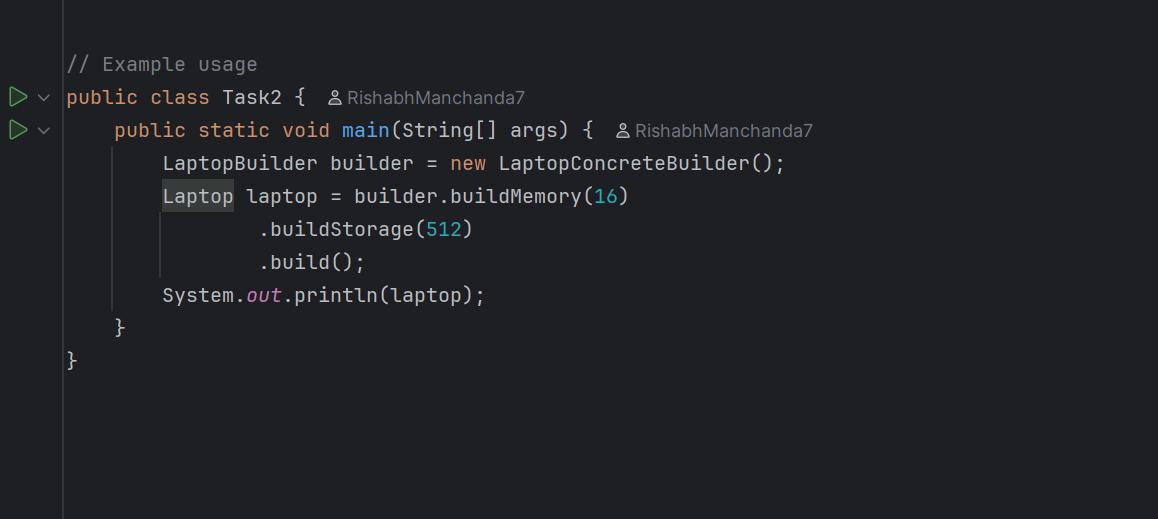 // Example usage
public class Task2 { RishabhManchanda7
public static void main(String[] args) { RishabhManchanda7
LaptopBuilder builder = new LaptopConcreteBuilder();
Laptop laptop = builder.buildMemory(16)
.buildStorage(512)
.build();
System.out.println(laptop);
}
}